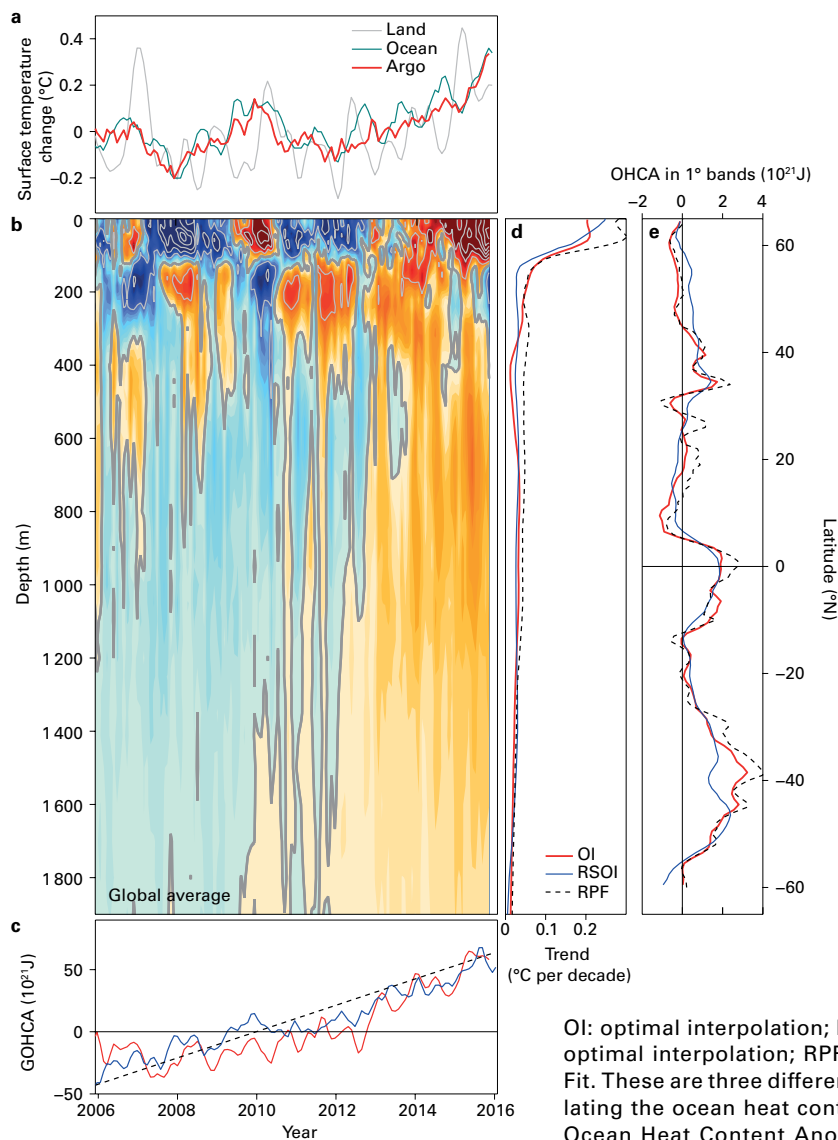 a
0.4
0.2
0
–0.2
Surface temperature
change (°C)
Land
Ocean
Argo
b
0
200
400
600
800
1 000
1200
1 400
1 600
1 800
Depth (m)
Global average
d
OI
RSOI
RPF
0
0.1
0.2
Trend
(°C per decade)
OHCA in 1° bands (10²¹J)
–2
0
2
4
e
60
40
20
0
–20
–40
–60
Latitude (°N)
c
50
0
–50
GOHCA (10²¹J)
2006
2008
2010
2012
2014
2016
Year
OI: optimal interpolation;
optimal interpolation; RPF
Fit. These are three differe
lating the ocean heat cont
Ocean Heat Content Ano